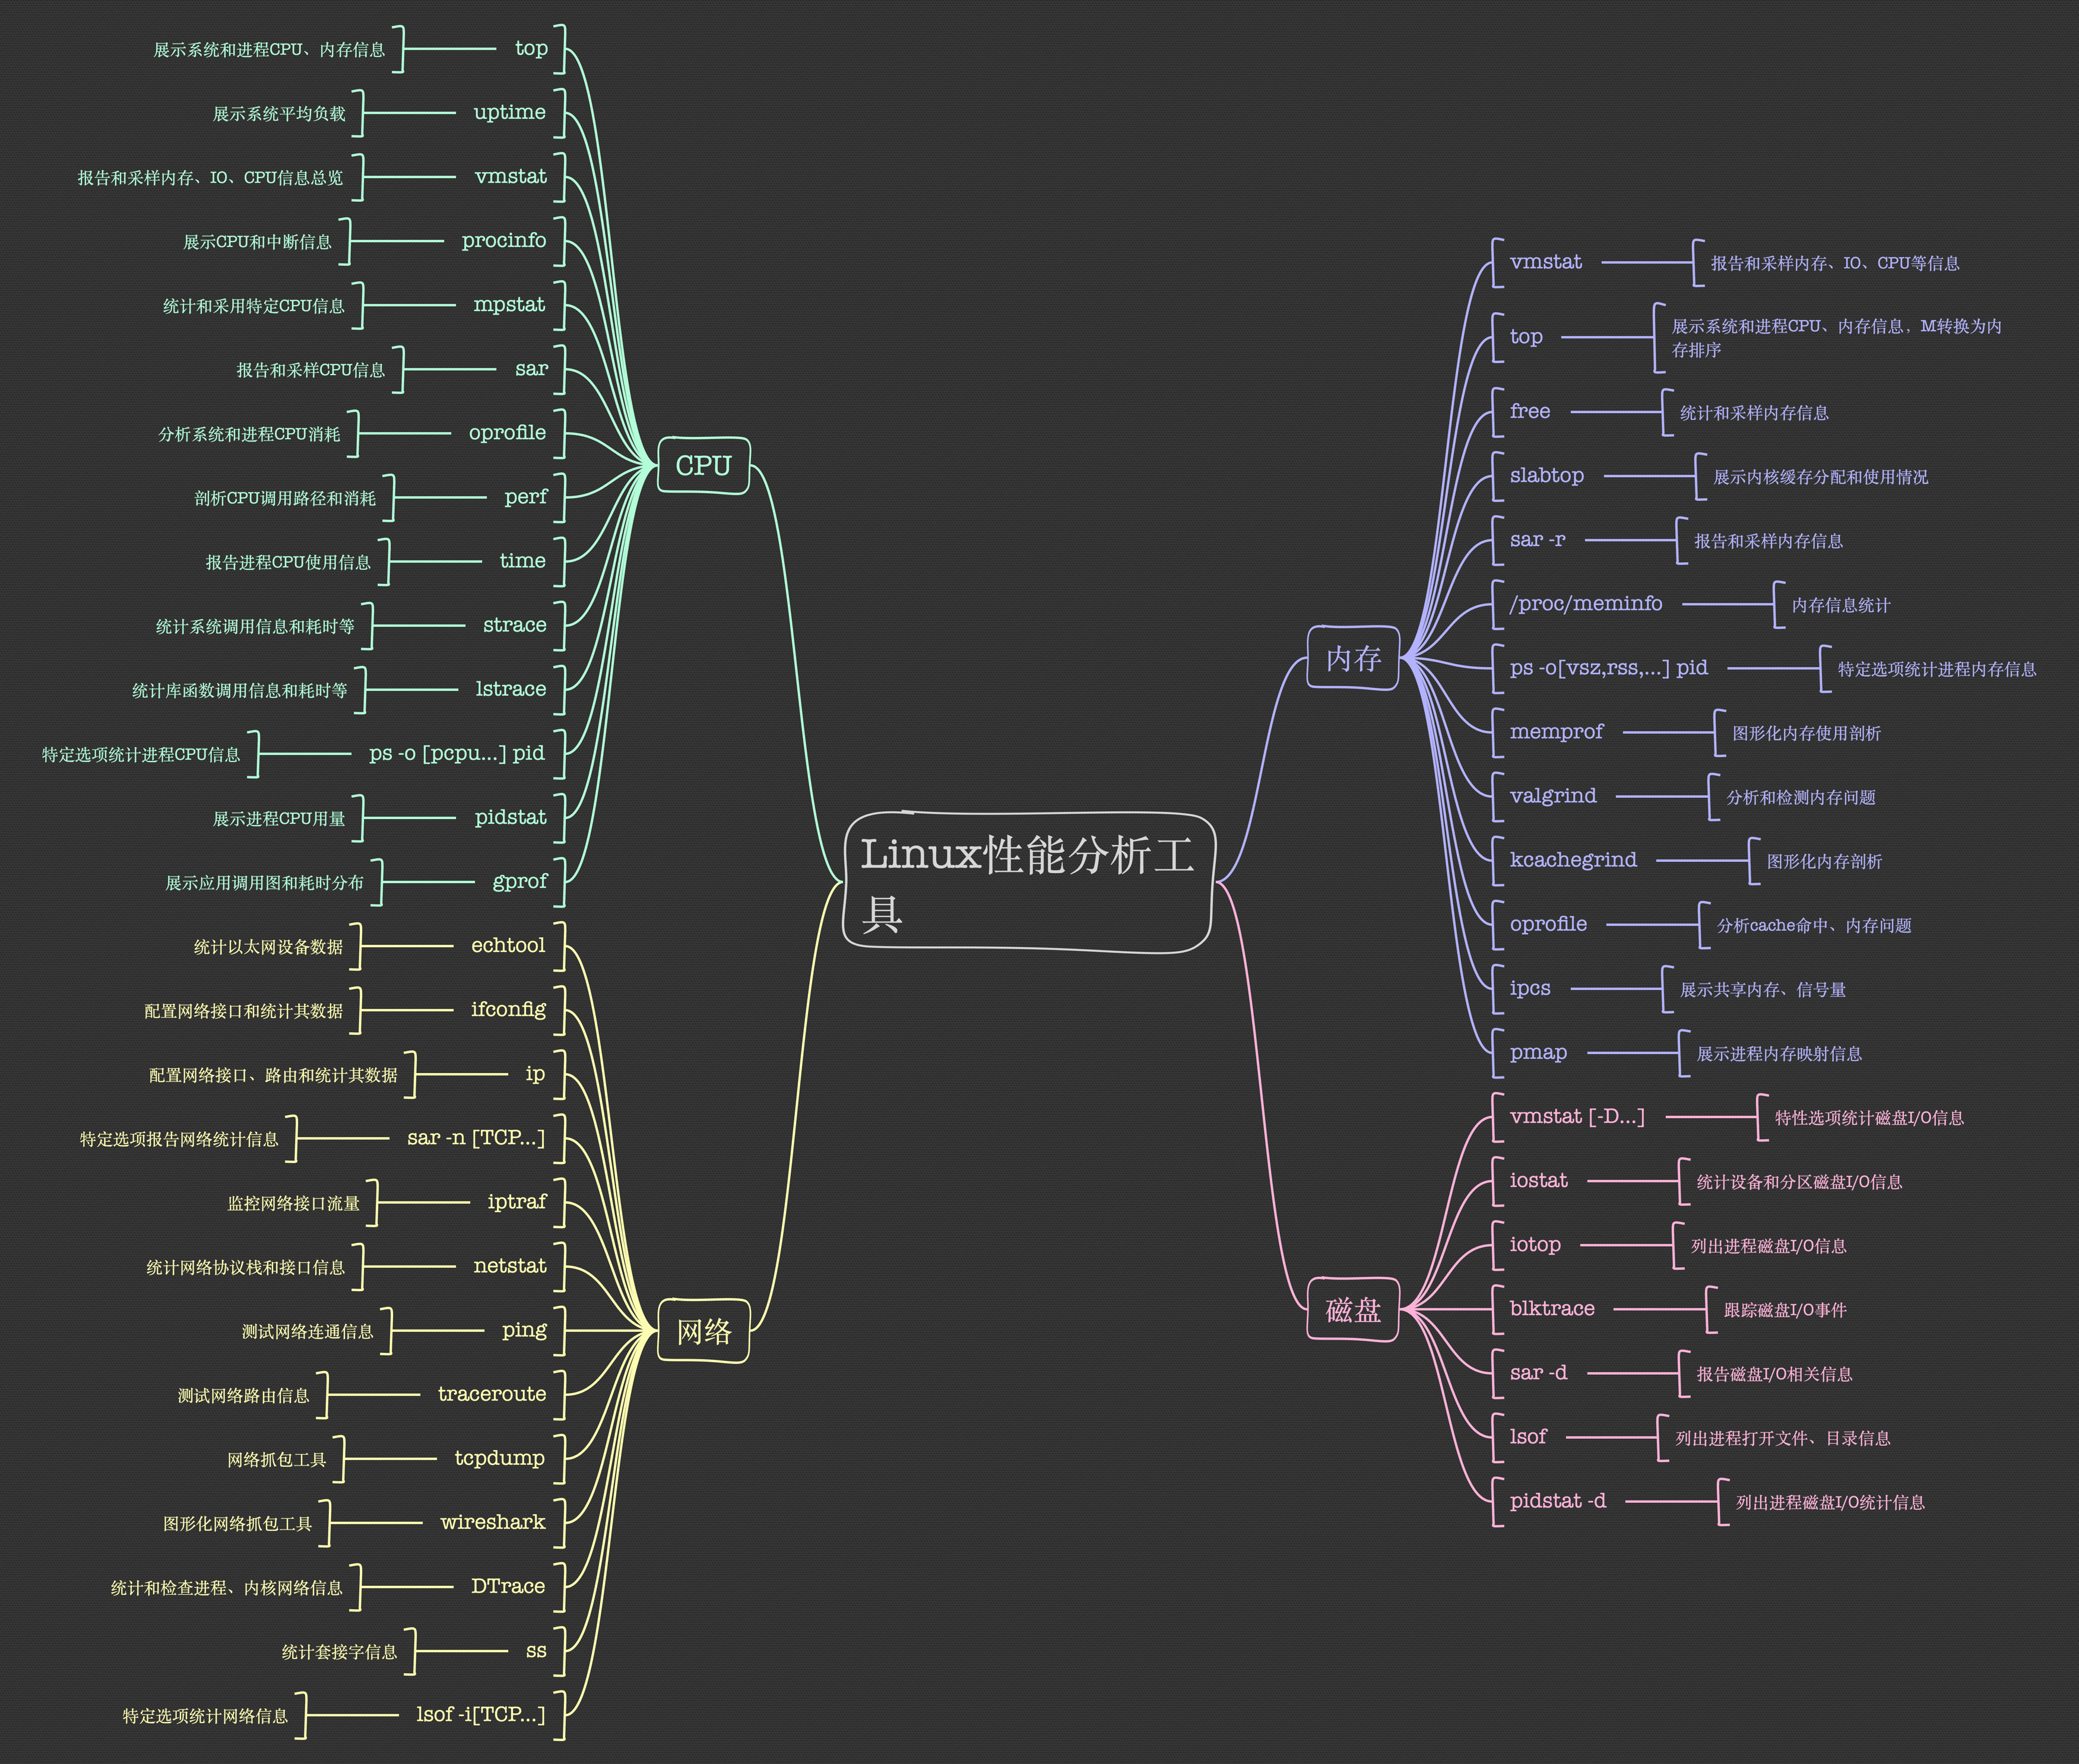 Linux性能分析工
具
CPU
top
展示系统和进程CPU、内存信息
uptime
展示系统平均负载
vmstat
报告和采样内存、IO、CPU信息总览
procinfo
展示CPU和中断信息
mpstat
统计和采用特定CPU信息
sar
报告和采样CPU信息
oprofile
分析系统和进程CPU消耗
perf
剖析CPU调用路径和消耗
time
报告进程CPU使用信息
strace
统计系统调用信息和耗时等
lstrace
统计库函数调用信息和耗时等
ps -o [pcpu...] pid
特定选项统计进程CPU信息
pidstat
展示进程CPU用量
gprof
展示应用调用图和耗时分布
网络
echtool
统计以太网设备数据
ifconfig
配置网络接口和统计其数据
ip
配置网络接口、路由和统计其数据
sar -n [TCP...]
特定选项报告网络统计信息
iptraf
监控网络接口流量
netstat
统计网络协议栈和接口信息
ping
测试网络连通信息
traceroute
测试网络路由信息
tcpdump
网络抓包工具
wireshark
图形化网络抓包工具
DTrace
统计和检查进程、内核网络信息
ss
统计套接字信息
lsof -i[TCP...]
特定选项统计网络信息
内存
vmstat
报告和采样内存、IO、CPU等信息
top
展示系统和进程CPU、内存信息，M转换为内
存排序
free
统计和采样内存信息
slabtop
展示内核缓存分配和使用情况
sar -r
报告和采样内存信息
/proc/meminfo
内存信息统计
ps -o[vsz,rss,...] pid
特定选项统计进程内存信息
memprof
图形化内存使用剖析
valgrind
分析和检测内存问题
kcachegrind
图形化内存剖析
oprofile
分析cache命中、内存问题
ipcs
展示共享内存、信号量
pmap
展示进程内存映射信息
磁盘
vmstat [-D...]
特性选项统计磁盘I/O信息
iostat
统计设备和分区磁盘I/O信息
iotop
列出进程磁盘I/O信息
blktrace
跟踪磁盘I/O事件
sar -d
报告磁盘I/O相关信息
lsof
列出进程打开文件、目录信息
pidstat -d
列出进程磁盘I/O统计信息